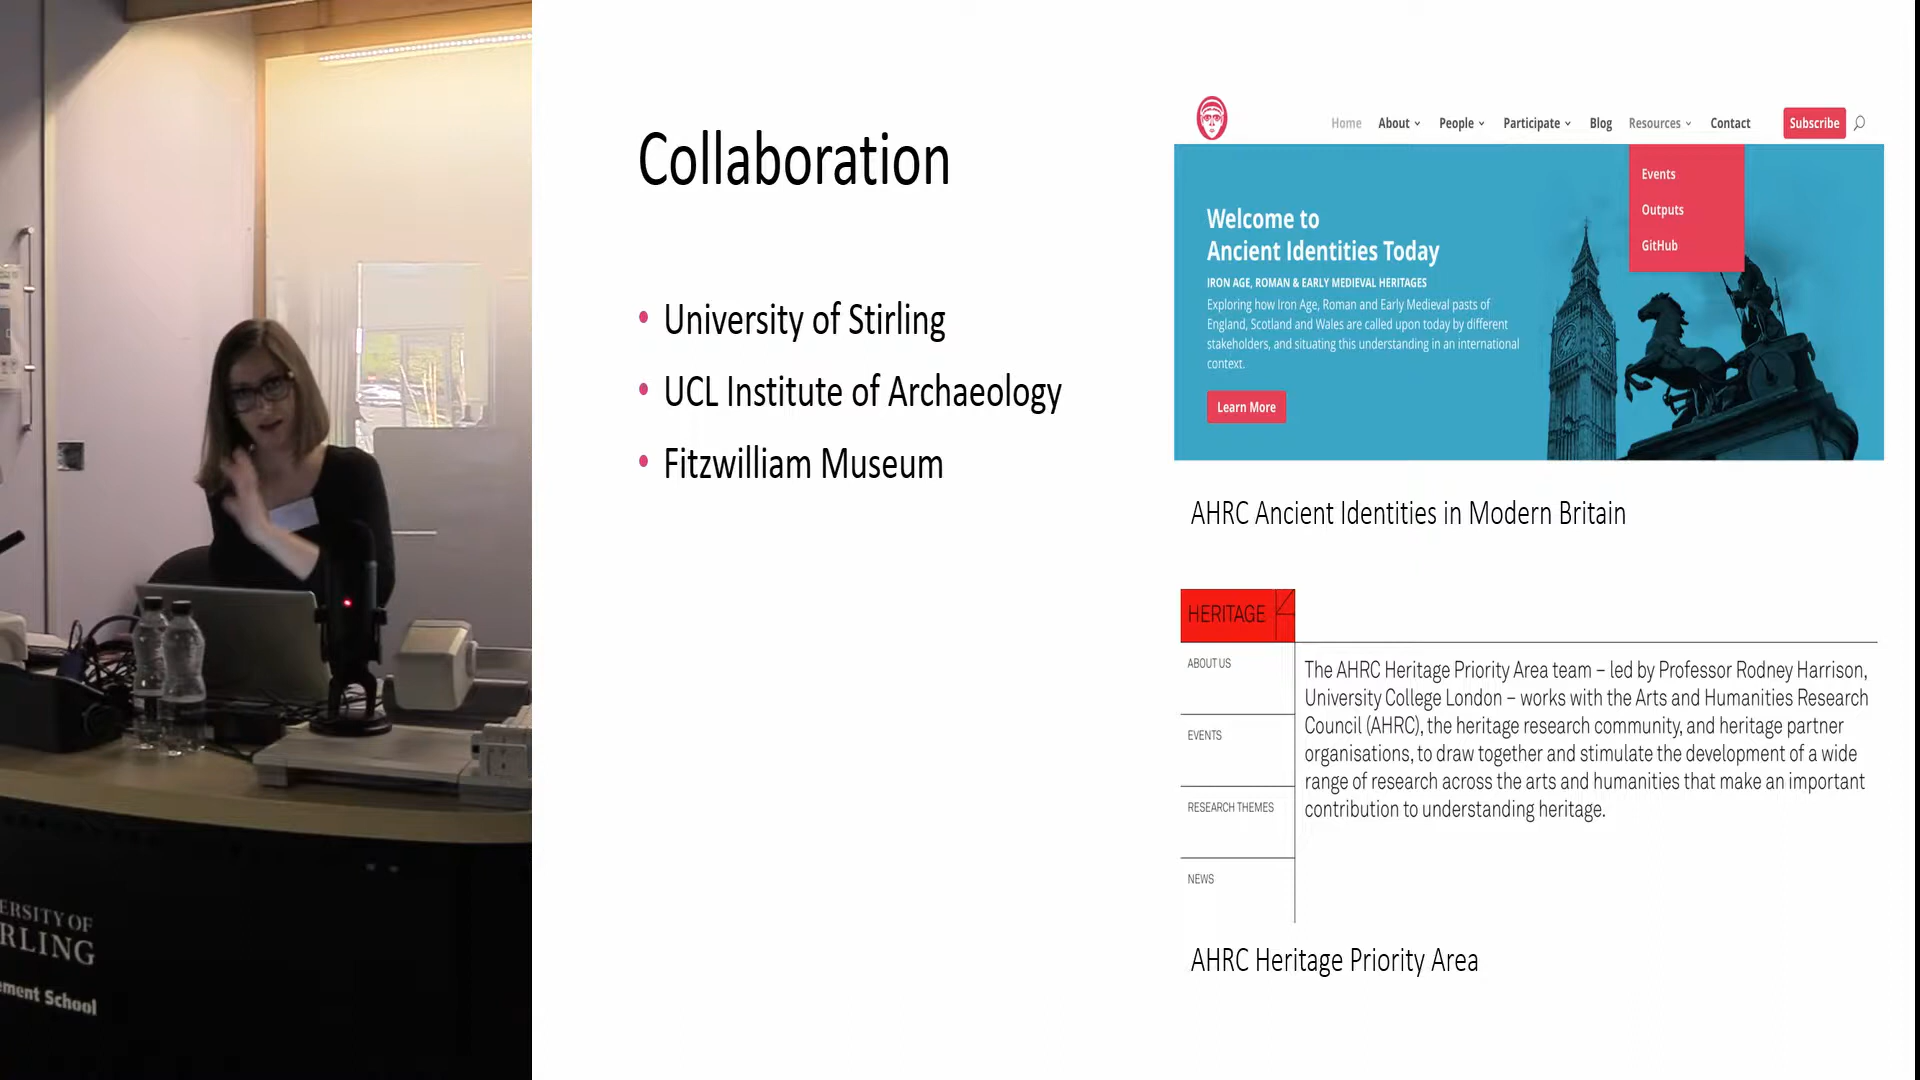 Collaboration
• University of Stirling
• UCL Institute of Archaeology
• Fitzwilliam Museum
Home About People Participate Blog Resources Contact Subscribe
Events
Outputs
GitHub
Welcome to
Ancient Identities Today
IRON AGE, ROMAN & EARLY MEDIEVAL HERITAGES
Exploring how Iron Age, Roman and Early Medieval pasts of
England, Scotland and Wales are called upon today by different
stakeholders, and situating this understanding in an international
context.
Learn More
AHRC Ancient Identities in Modern Britain
HERITAGE
ABOUT US
EVENTS
RESEARCH THEMES
NEWS
The AHRC Heritage Priority Area team – led by Professor Rodney Harrison,
University College London – works with the Arts and Humanities Research
Council (AHRC), the heritage research community, and heritage partner
organisations, to draw together and stimulate the development of a wide
range of research across the arts and humanities that make an important
contribution to understanding heritage.
AHRC Heritage Priority Area
ERSITY OF
RLING
ement School